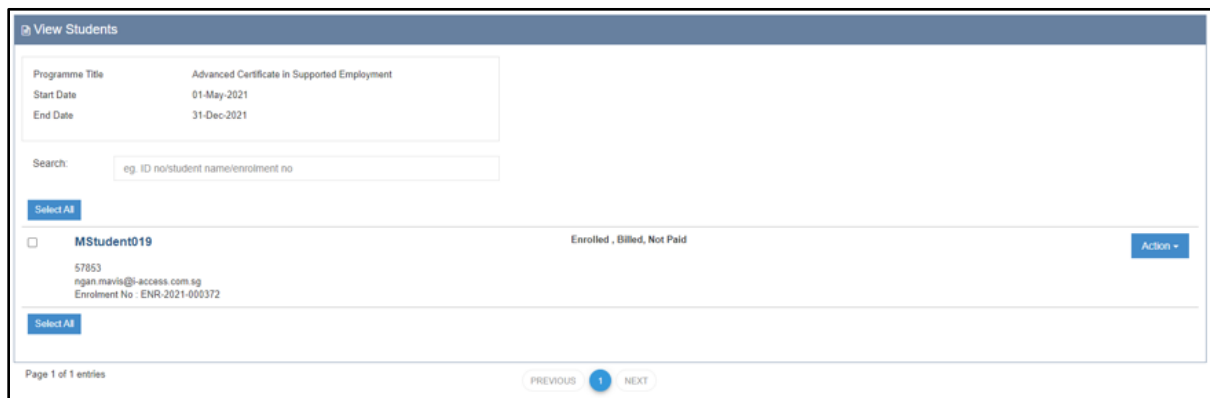 View Students
Programme Title Advanced Certificate in Supported Employment
Start Date 01-May-2021
End Date 31-Dec-2021
Search: eg. ID no/student name/enrolment no
Select All
MStudent019 Enrolled , Billed, Not Paid Action
57853
ngan.mavis@i-access.com.sg
Enrolment No : ENR-2021-000372
Select All
Page 1 of 1 entries PREVIOUS 1 NEXT